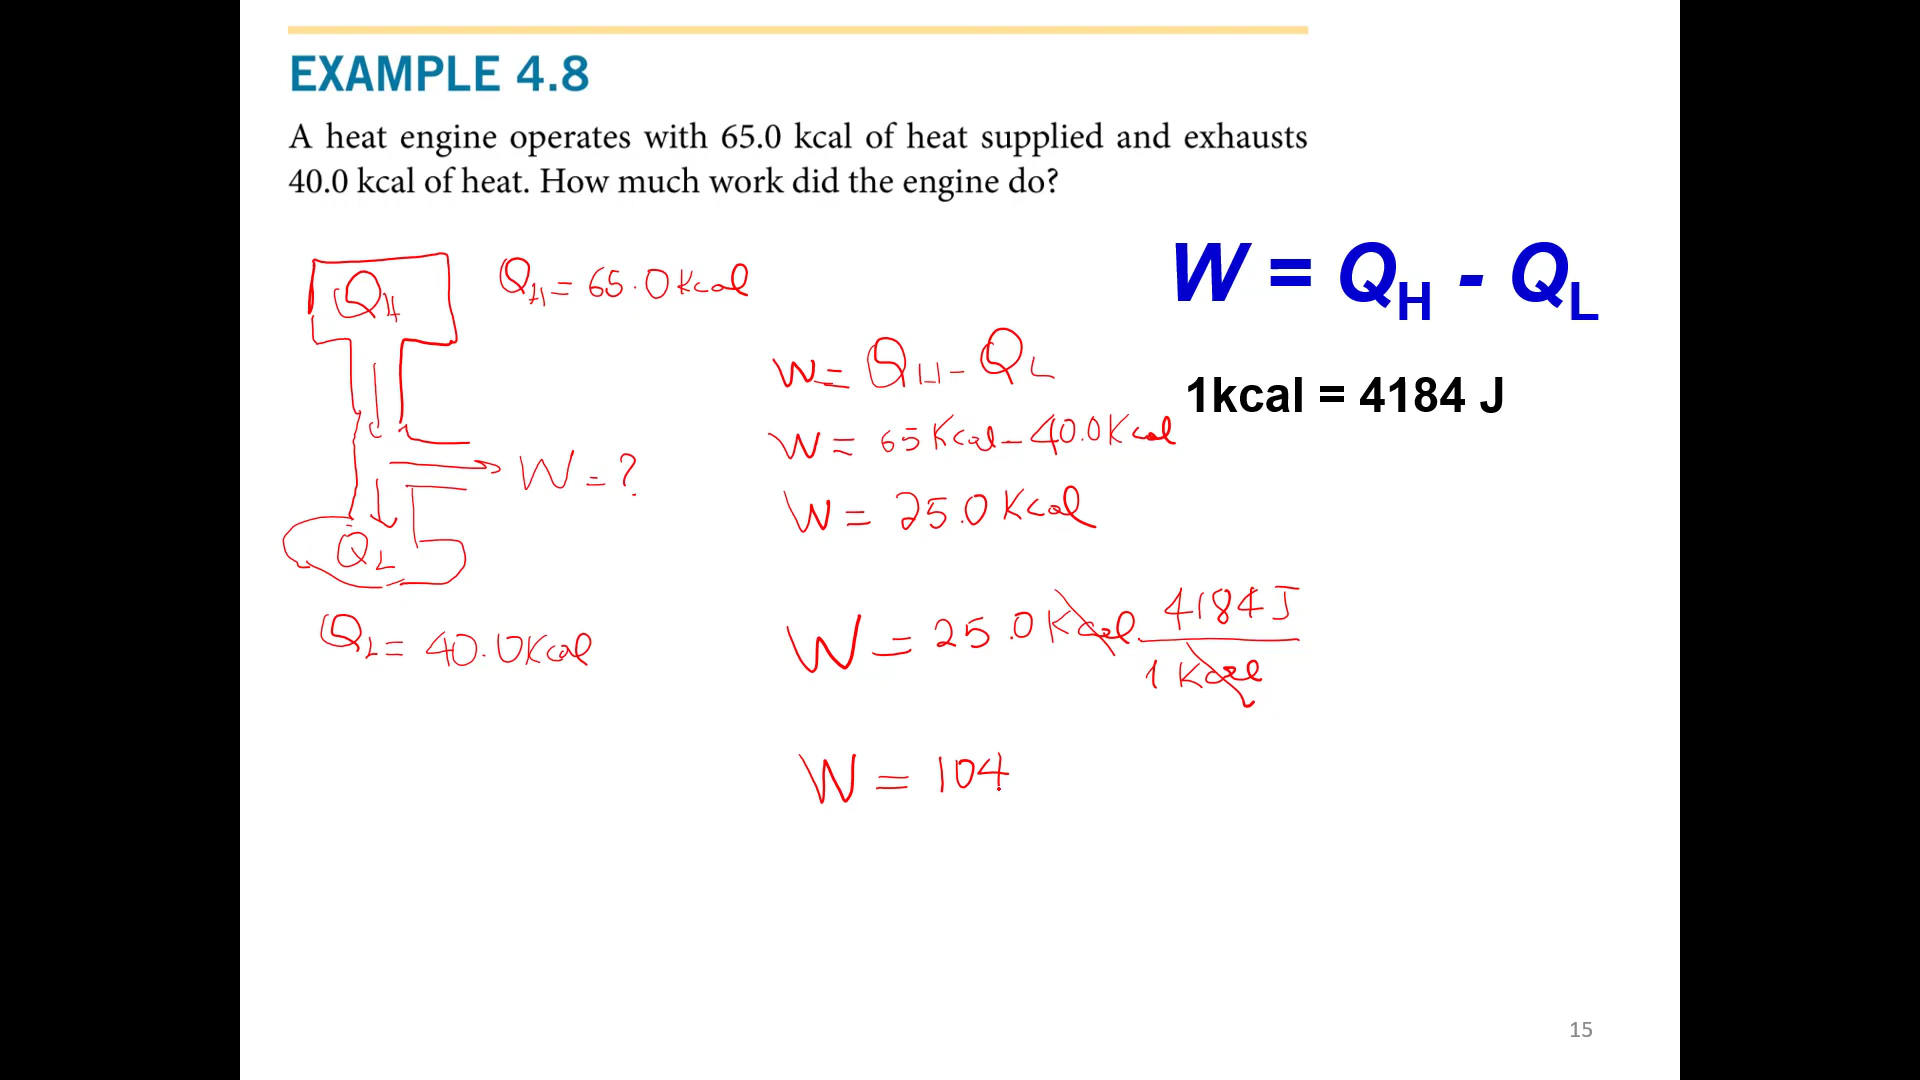 EXAMPLE 4.8
A heat engine operates with 65.0 kcal of heat supplied and exhausts
40.0 kcal of heat. How much work did the engine do?
W = QH - QL
1kcal = 4184 J
QH
QH = 65.0 Kcal
W = ?
QL
QL = 40.0 Kcal
W = QH - QL
W = 65 Kcal - 40.0 Kcal
W = 25.0 Kcal
W = 25.0 Kcal . 4184 J
1 Kcal
W = 104
15